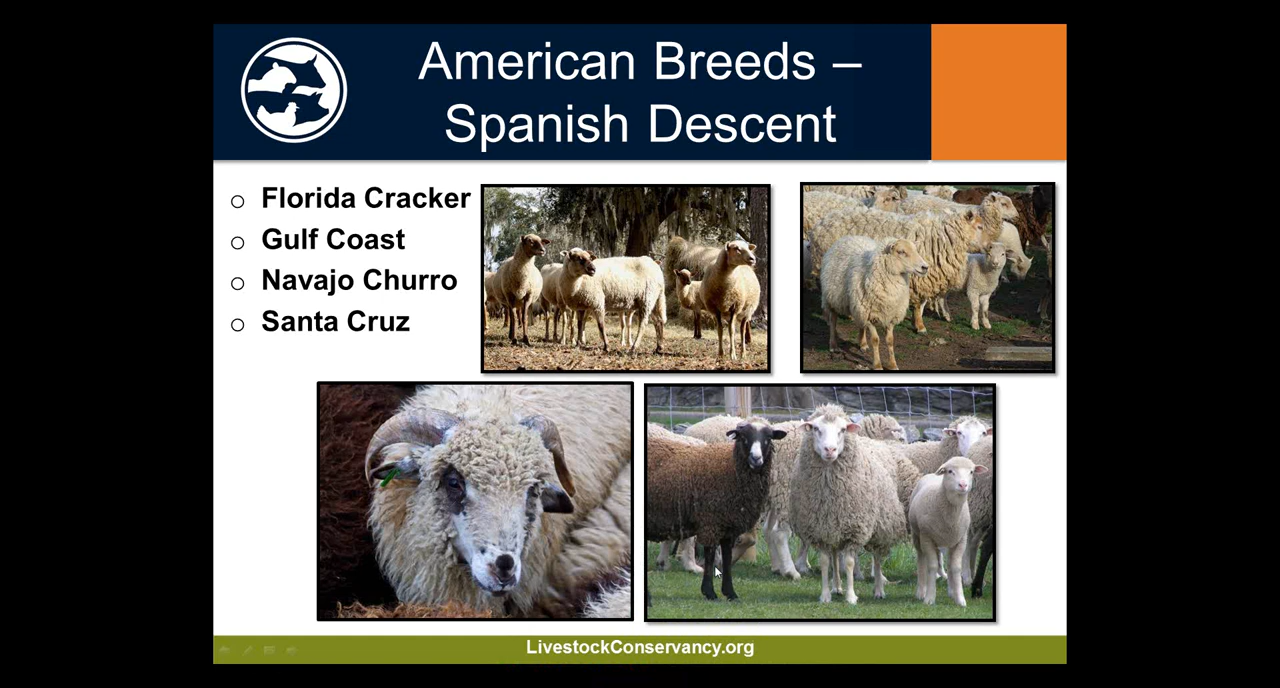 American Breeds –
Spanish Descent
Florida Cracker
Gulf Coast
Navajo Churro
Santa Cruz
LivestockConservancy.org